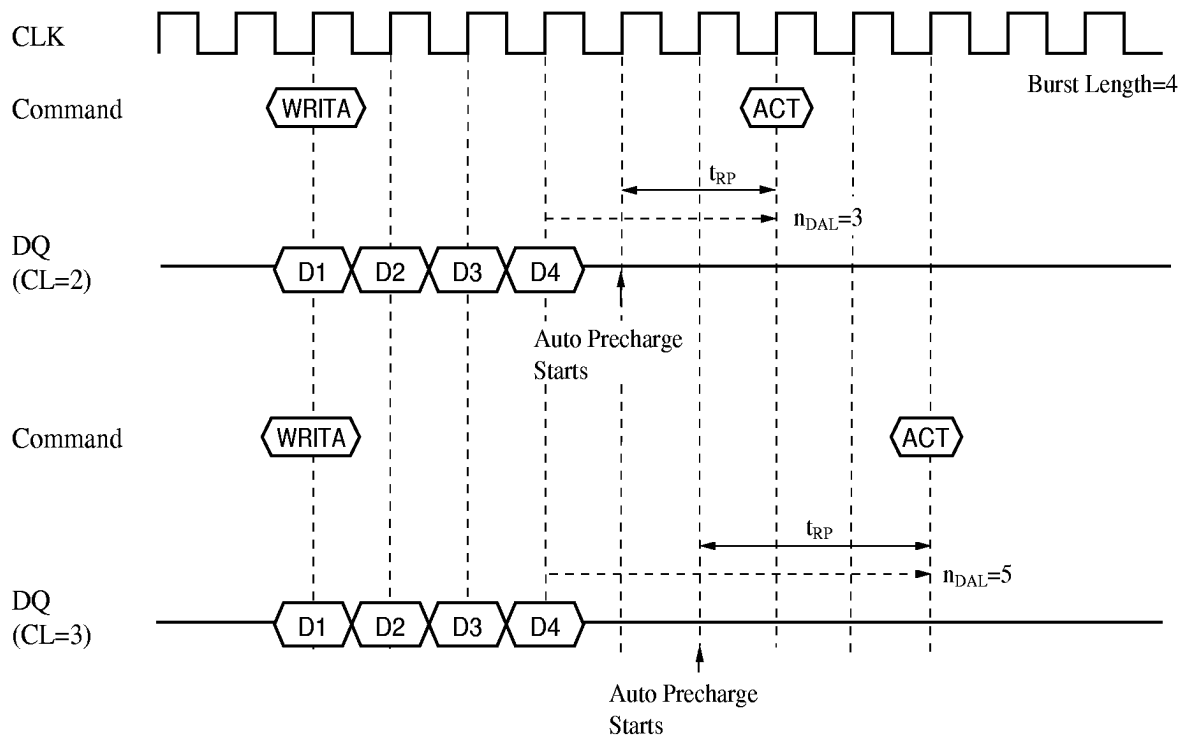 CLK
Burst Length=4
Command
WRITA
ACT
tRP
nDAL=3
DQ
(CL=2)
D1
D2
D3
D4
Auto Precharge
Starts
Command
WRITA
ACT
tRP
nDAL=5
DQ
(CL=3)
D1
D2
D3
D4
Auto Precharge
Starts